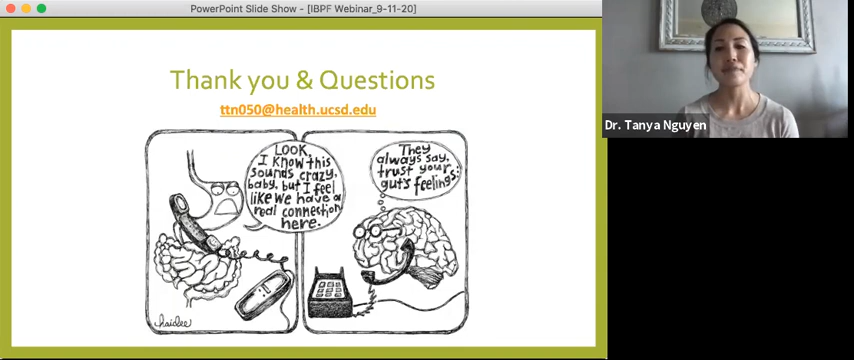 PowerPoint Slide Show - [IBPF Webinar_9-11-20]
Thank you & Questions
ttn050@health.ucsd.edu
LOOK,
I know this
sounds crazy,
baby, but I feel
like we have a
real connection
here.
They
always say,
trust your
gut's feelings.
haidee
Dr. Tanya Nguyen